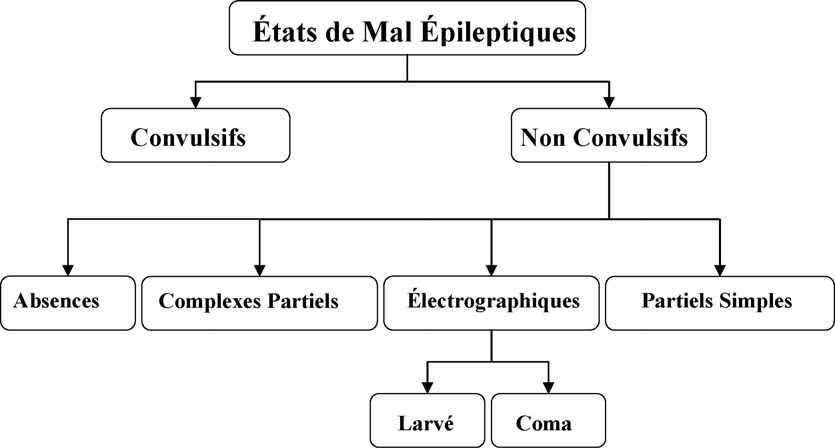 États de Mal Épileptiques
Convulsifs
Non Convulsifs
Absences
Complexes Partiels
Électrographiques
Partiels Simples
Larvé
Coma